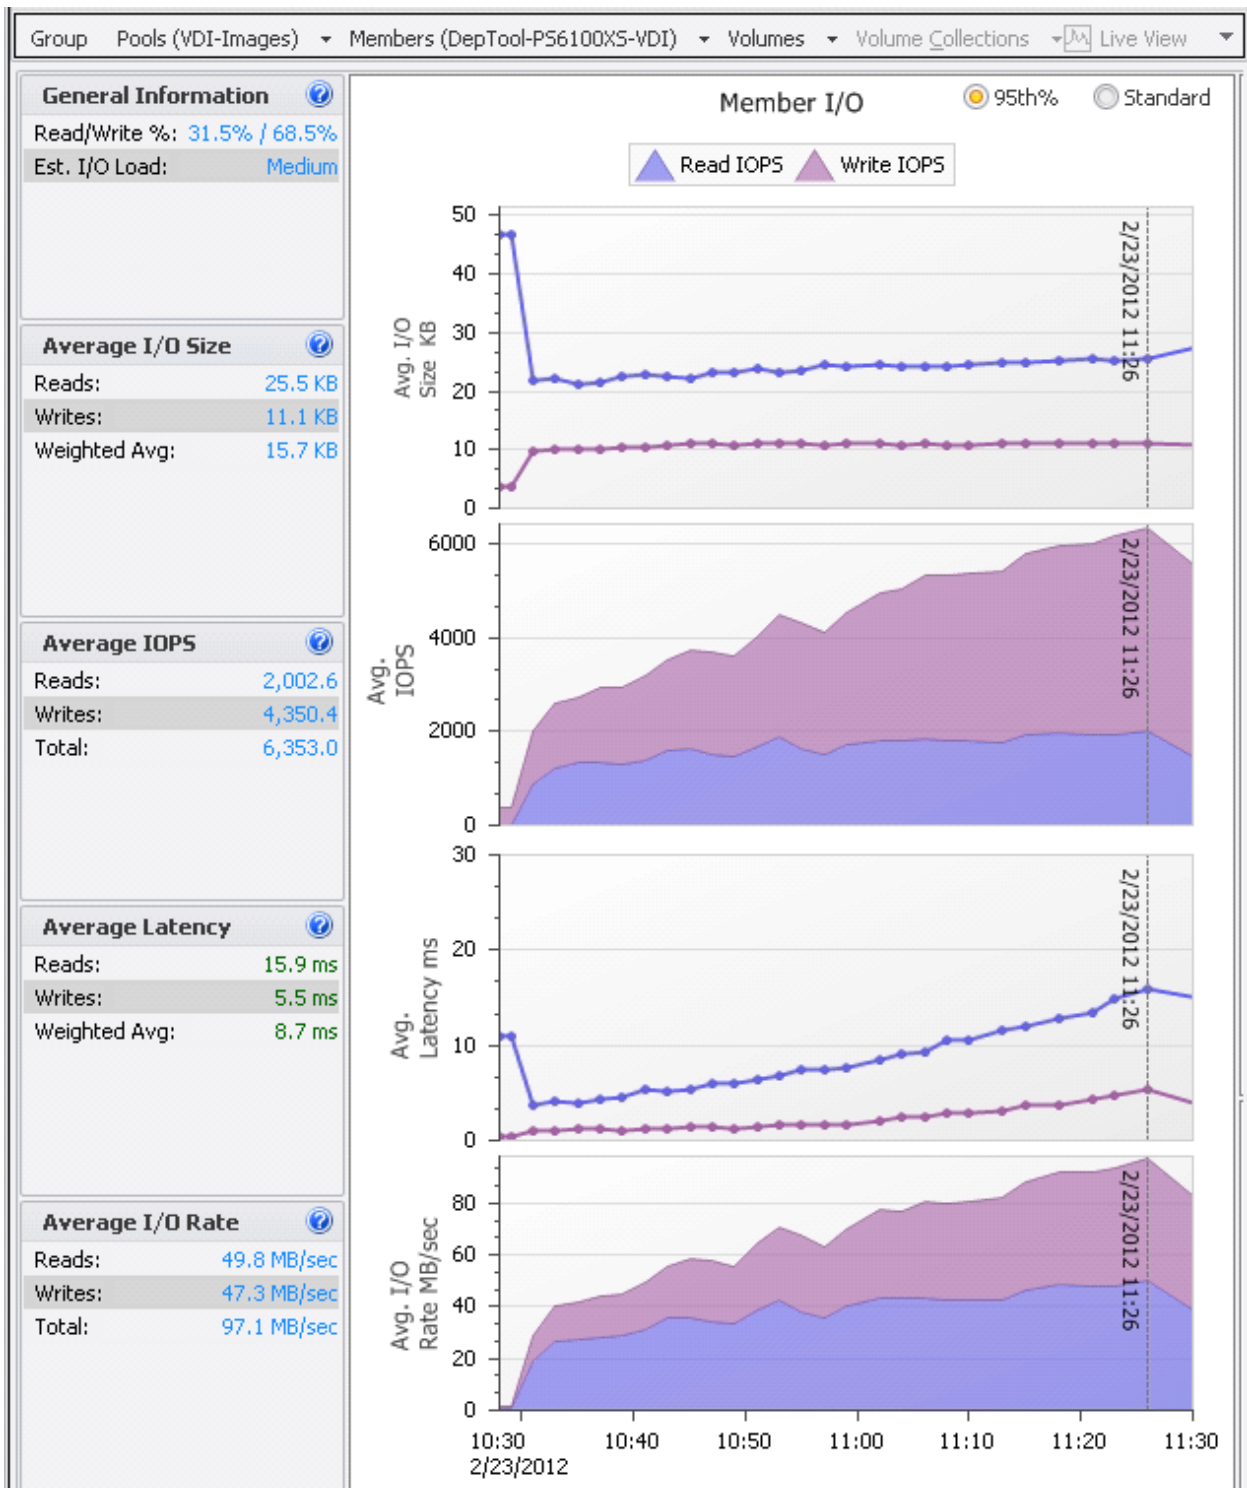 Group Pools (VDI-Images) Members (DepTool-PS6100XS-VDI) Volumes Volume Collections Live View
General Information
Read/Write %: 31.5% / 68.5%
Est. I/O Load: Medium
Average I/O Size
Reads: 25.5 KB
Writes: 11.1 KB
Weighted Avg: 15.7 KB
Average IOPS
Reads: 2,002.6
Writes: 4,350.4
Total: 6,353.0
Average Latency
Reads: 15.9 ms
Writes: 5.5 ms
Weighted Avg: 8.7 ms
Average I/O Rate
Reads: 49.8 MB/sec
Writes: 47.3 MB/sec
Total: 97.1 MB/sec
Member I/O
95th% Standard
Read IOPS Write IOPS
Avg. I/O
Size KB
50
40
30
20
10
0
2/23/2012 11:26
Avg.
IOPS
6000
4000
2000
0
2/23/2012 11:26
Avg.
Latency ms
30
20
10
0
2/23/2012 11:26
Avg. I/O
Rate MB/sec
80
60
40
20
0
2/23/2012 11:26
10:30 10:40 10:50 11:00 11:10 11:20 11:30
2/23/2012